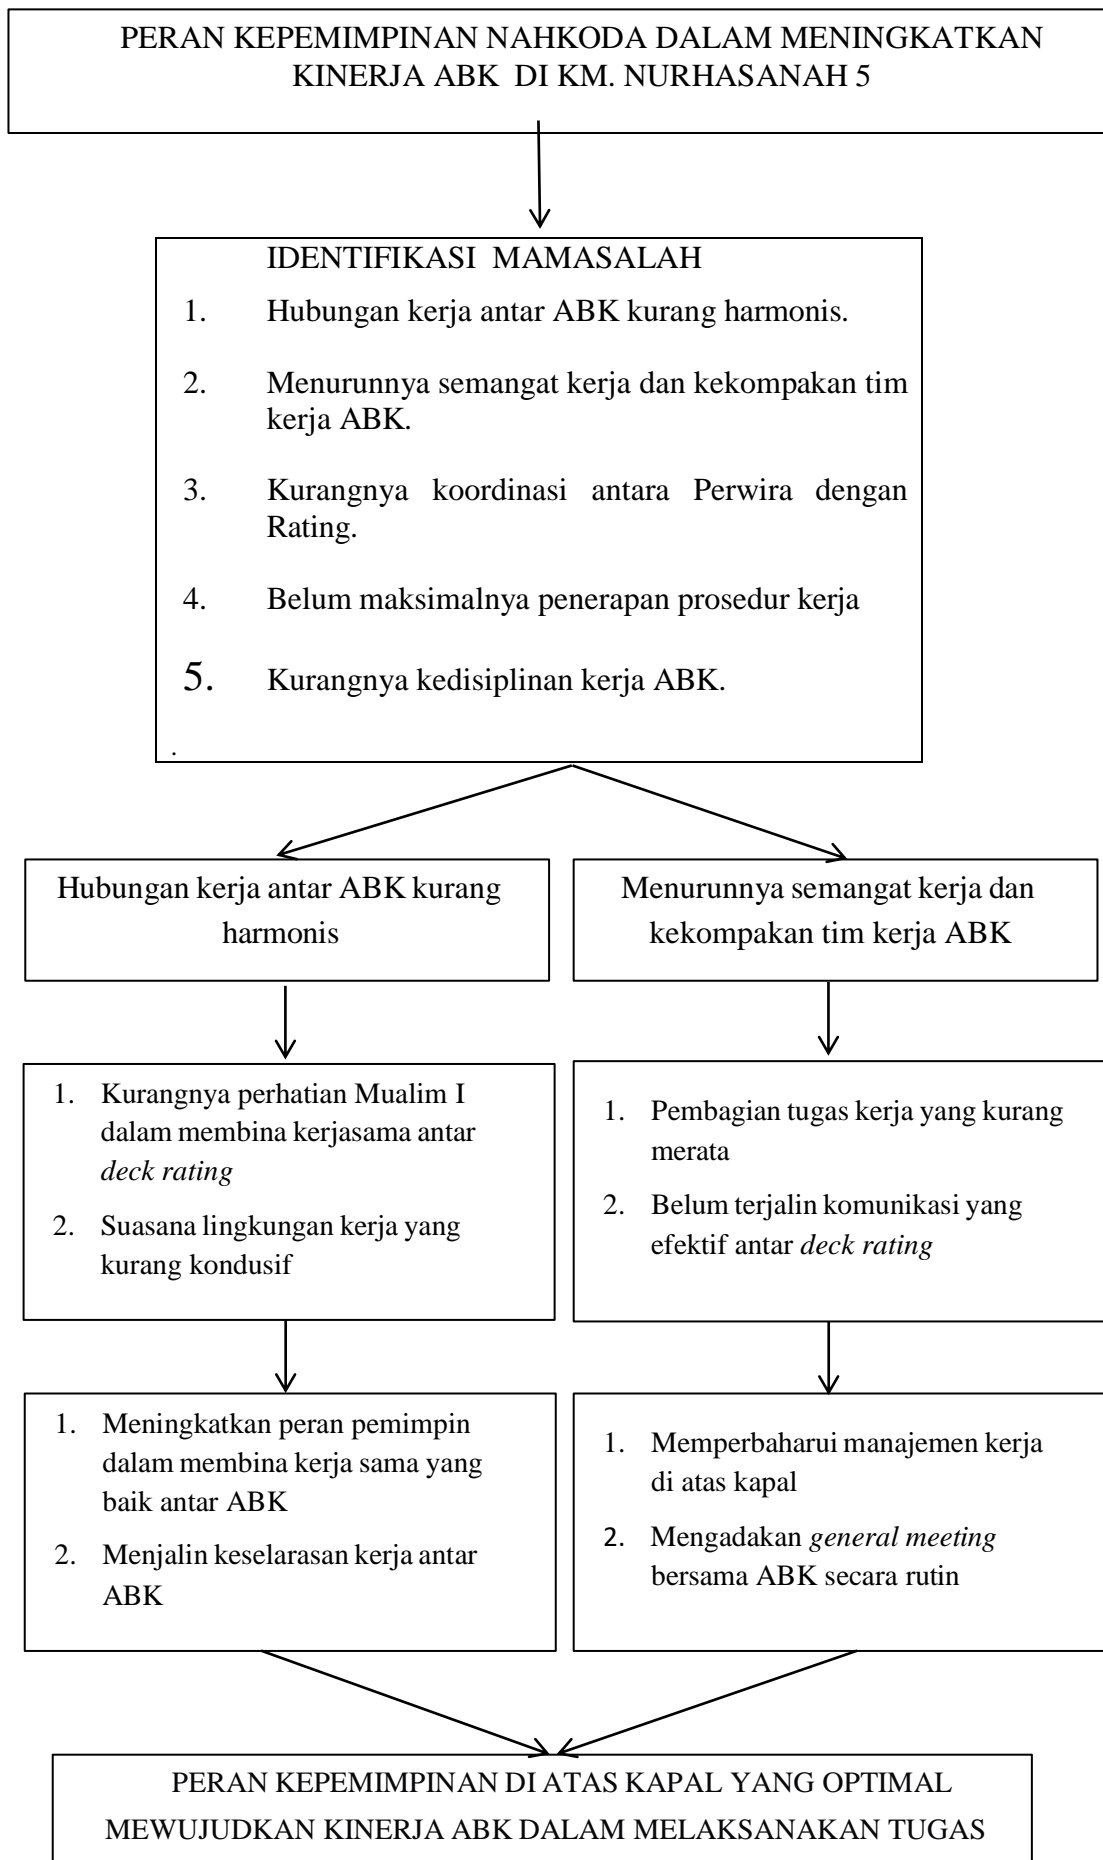 PERAN KEPEMIMPINAN NAHKODA DALAM MENINGKATKAN
KINERJA ABK DI KM. NURHASANAH 5
IDENTIFIKASI MAMASALAH
1. Hubungan kerja antar ABK kurang harmonis.
2. Menurunnya semangat kerja dan kekompakan tim
kerja ABK.
3. Kurangnya koordinasi antara Perwira dengan
Rating.
4. Belum maksimalnya penerapan prosedur kerja
5. Kurangnya kedisiplinan kerja ABK.
.
Hubungan kerja antar ABK kurang
harmonis
Menurunnya semangat kerja dan
kekompakan tim kerja ABK
1. Kurangnya perhatian Mualim I
dalam membina kerjasama antar
deck rating
2. Suasana lingkungan kerja yang
kurang kondusif
1. Pembagian tugas kerja yang kurang
merata
2. Belum terjalin komunikasi yang
efektif antar deck rating
1. Meningkatkan peran pemimpin
dalam membina kerja sama yang
baik antar ABK
2. Menjalin keselarasan kerja antar
ABK
1. Memperbaharui manajemen kerja
di atas kapal
2. Mengadakan general meeting
bersama ABK secara rutin
PERAN KEPEMIMPINAN DI ATAS KAPAL YANG OPTIMAL
MEWUJUDKAN KINERJA ABK DALAM MELAKSANAKAN TUGAS